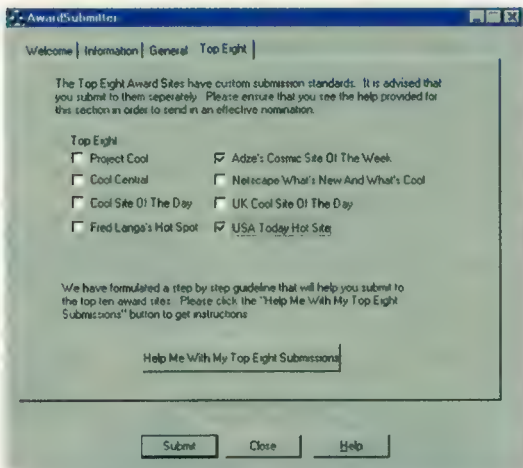 AwardSubmitter
Welcome | Information | General | Top Eight
The Top Eight Award Sites have custom submission standards. It is advised that
you submit to them seperately. Please ensure that you see the help provided for
this section in order to send in an effective nomination.
Top Eight
Project Cool
Adze's Cosmic Site Of The Week
Cool Central
Netscape What's New And What's Cool
Cool Site Of The Day
UK Cool Site Of The Day
Fred Langa's Hot Spot
USA Today Hot Site
We have formulated a step by step guideline that will help you submit to
the top ten award sites. Please click the "Help Me With My Top Eight
Submissions" button to get instructions
Help Me With My Top Eight Submissions
Submit
Close
Help